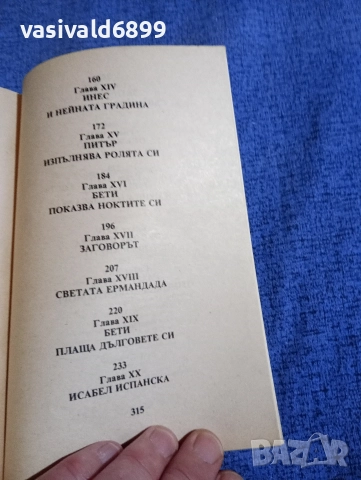 vasivald6899
160
Глава XIV
ИНЕС
И НЕЙНАТА ГРАДИНА
172
Глава XV
ПИТЪР
ИЗПЪЛНЯВА РОЛЯТА СИ
184
Глава XVI
БЕТИ
ПОКАЗВА НОКТИТЕ СИ
196
Глава XVII
ЗАГОВОРЪТ
207
Глава XVIII
СВЕТАТА ЕРМАНДАДА
220
Глава XIX
БЕТИ
ПЛАЩА ДЪЛГОВЕТЕ СИ
233
Глава XX
ИСАБЕЛ ИСПАНСКА
315
BAZAR
БГ